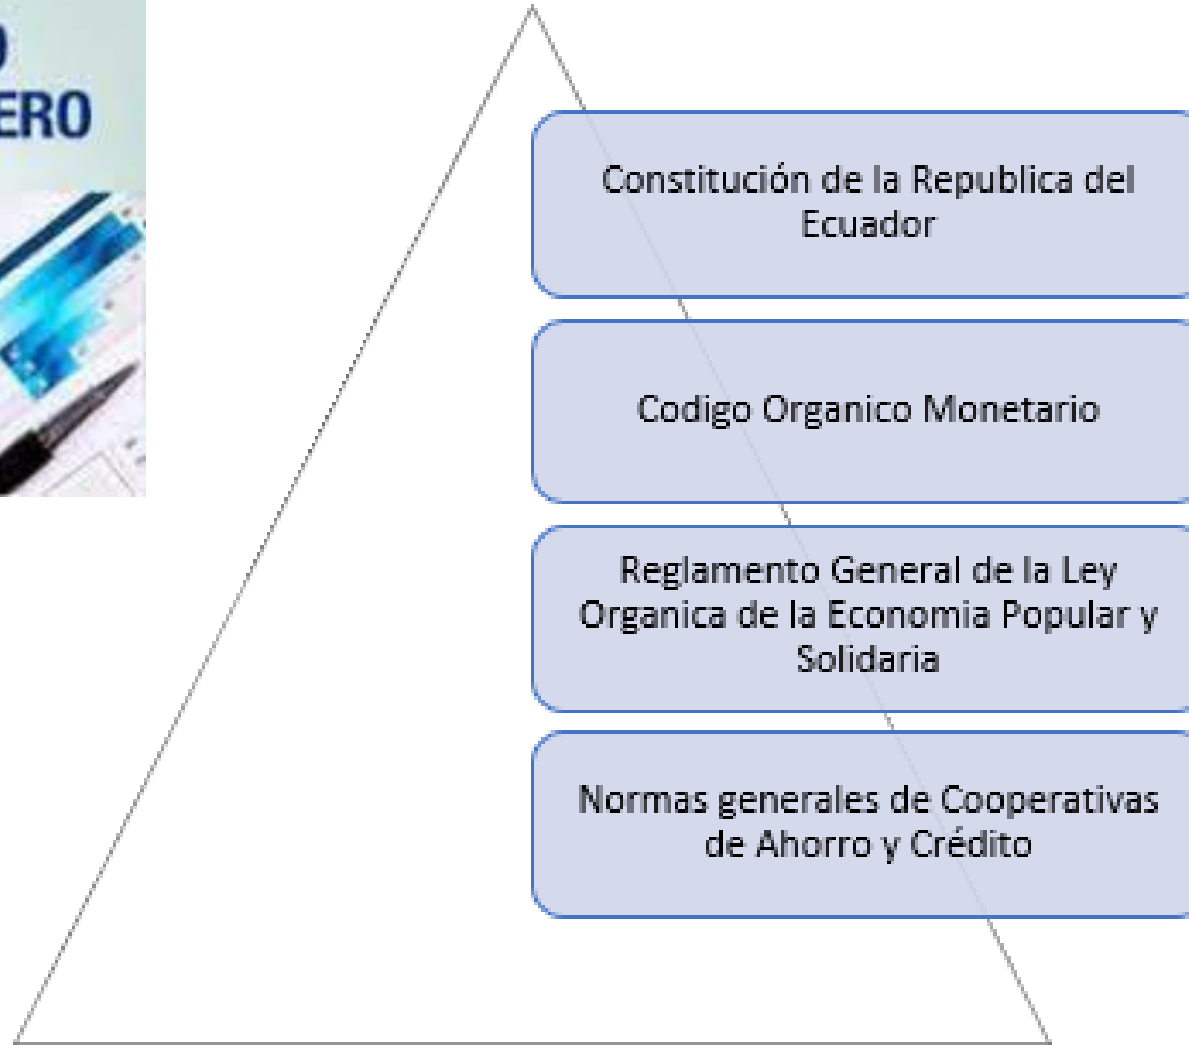 ERO
Constitución de la Republica del
Ecuador
Codigo Organico Monetario
Reglamento General de la Ley
Organica de la Economia Popular y
Solidaria
Normas generales de Cooperativas
de Ahorro y Crédito